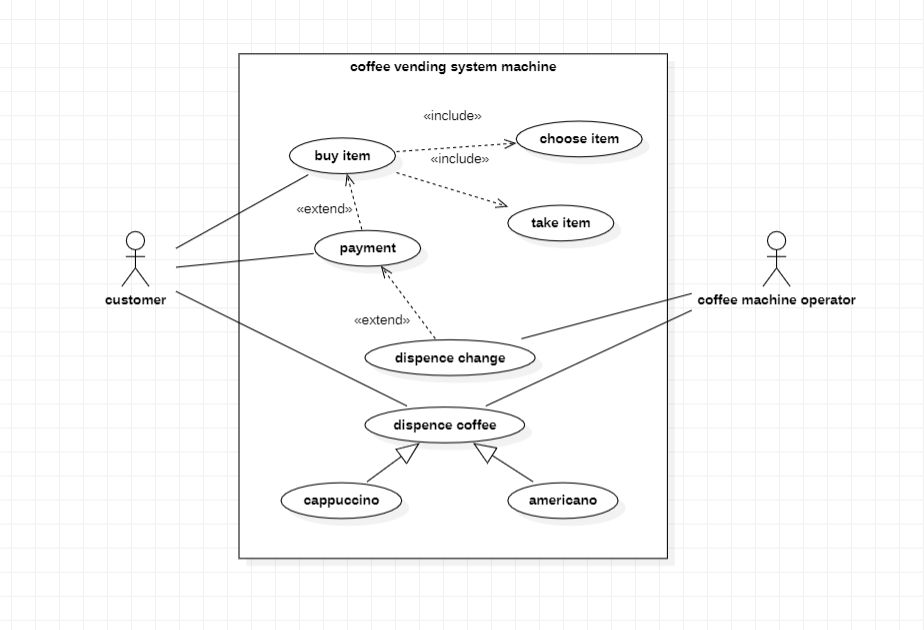 coffee vending system machine
«include»
choose item
buy item
«include»
«extend»
take item
payment
customer
coffee machine operator
«extend»
dispence change
dispence coffee
cappuccino
americano